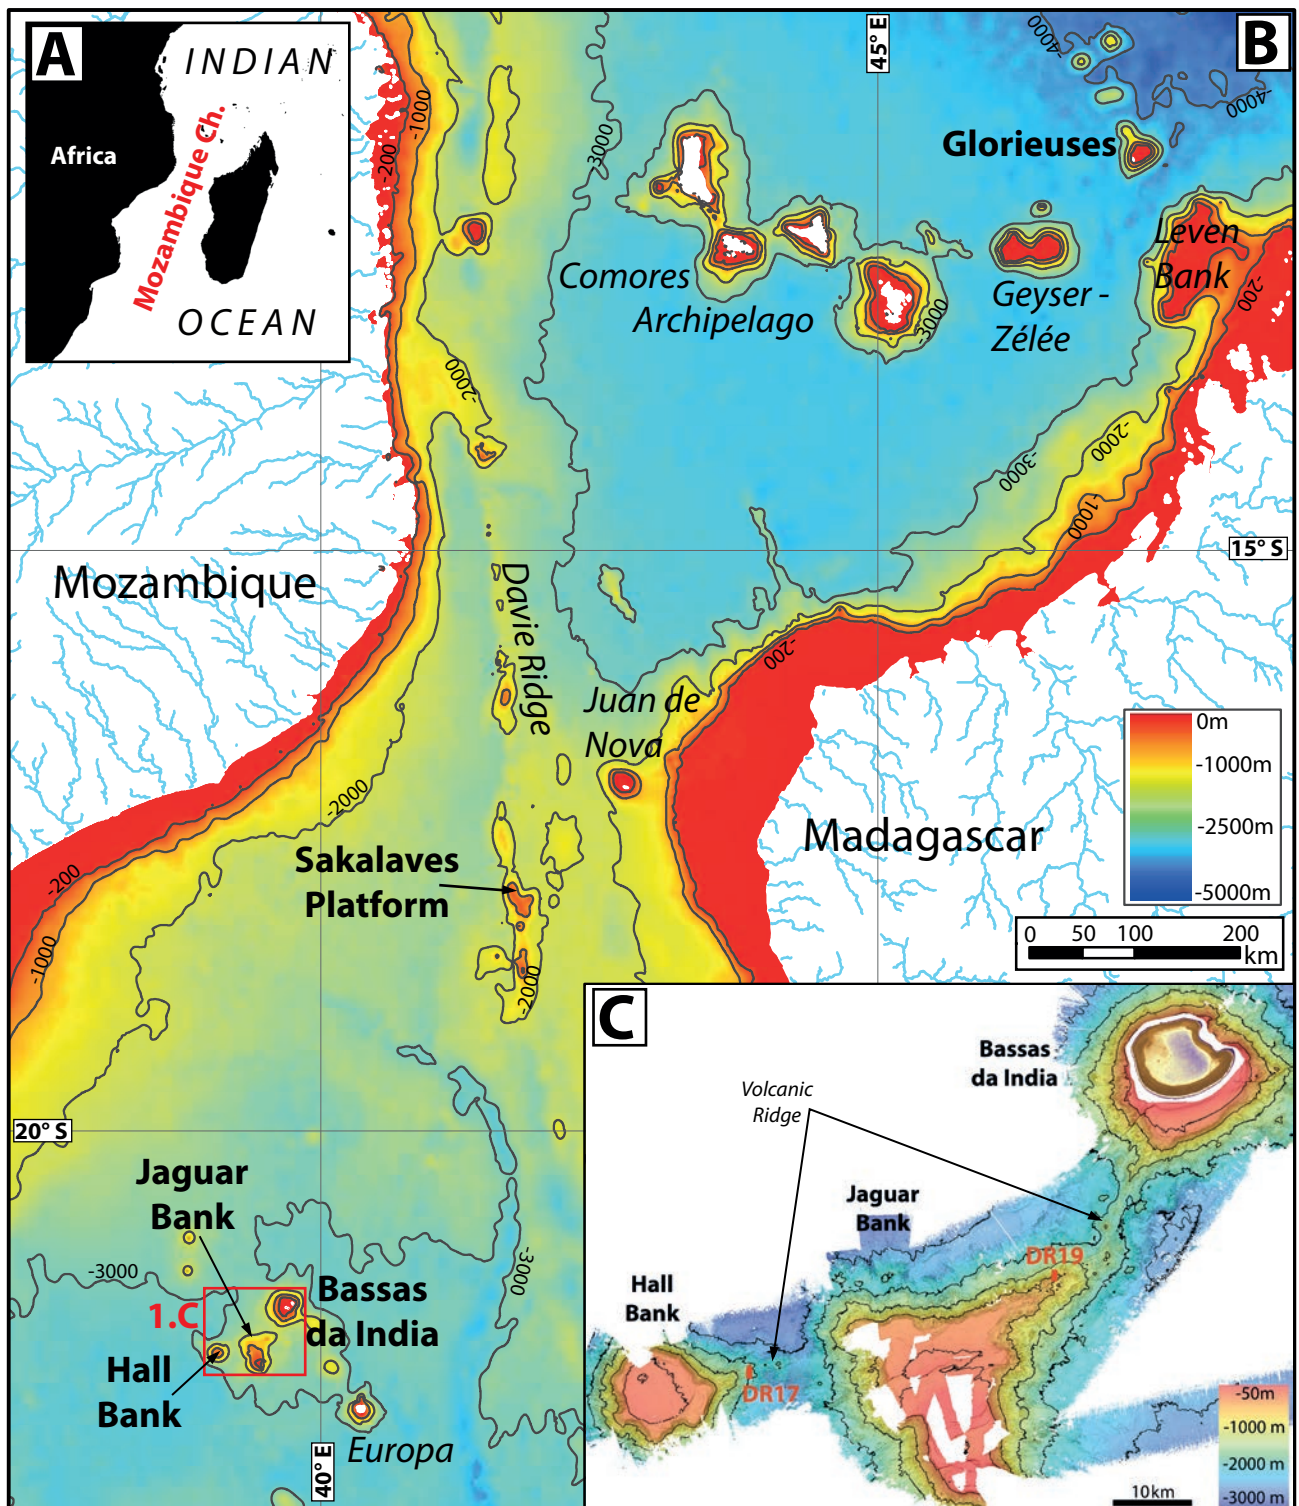 A
INDIAN
Africa
Mozambique Ch.
OCEAN
B
45° E
-4000
-4000
-1000
-200
-3000
Glorieuses
Leven
Bank
-200
Comores
Archipelago
Geyser -
Zélée
-3000
-2000
-2000
-3000
-1000
15° S
Mozambique
Davie Ridge
-200
Juan de
Nova
0m
-1000m
-2500m
-5000m
-2000
Madagascar
Sakalaves
Platform
-200
-1000
-2000
0
50
100
200
km
20° S
Jaguar
Bank
-3000
-3000
1.C
Bassas
da India
Hall
Bank
Europa
40° E
C
Bassas
da India
Volcanic
Ridge
Jaguar
Bank
DR19
Hall
Bank
DR17
-50m
-1000 m
-2000 m
-3000 m
10km